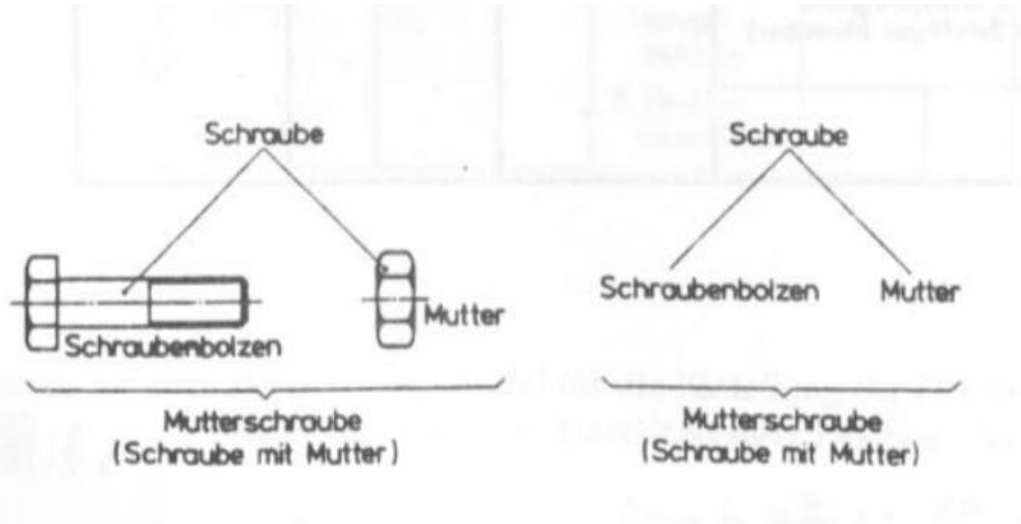 Schraube
Schraubenbolzen
Mutter
Mutterschraube
(Schraube mit Mutter)
Schraube
Schraubenbolzen
Mutter
Mutterschraube
(Schraube mit Mutter)